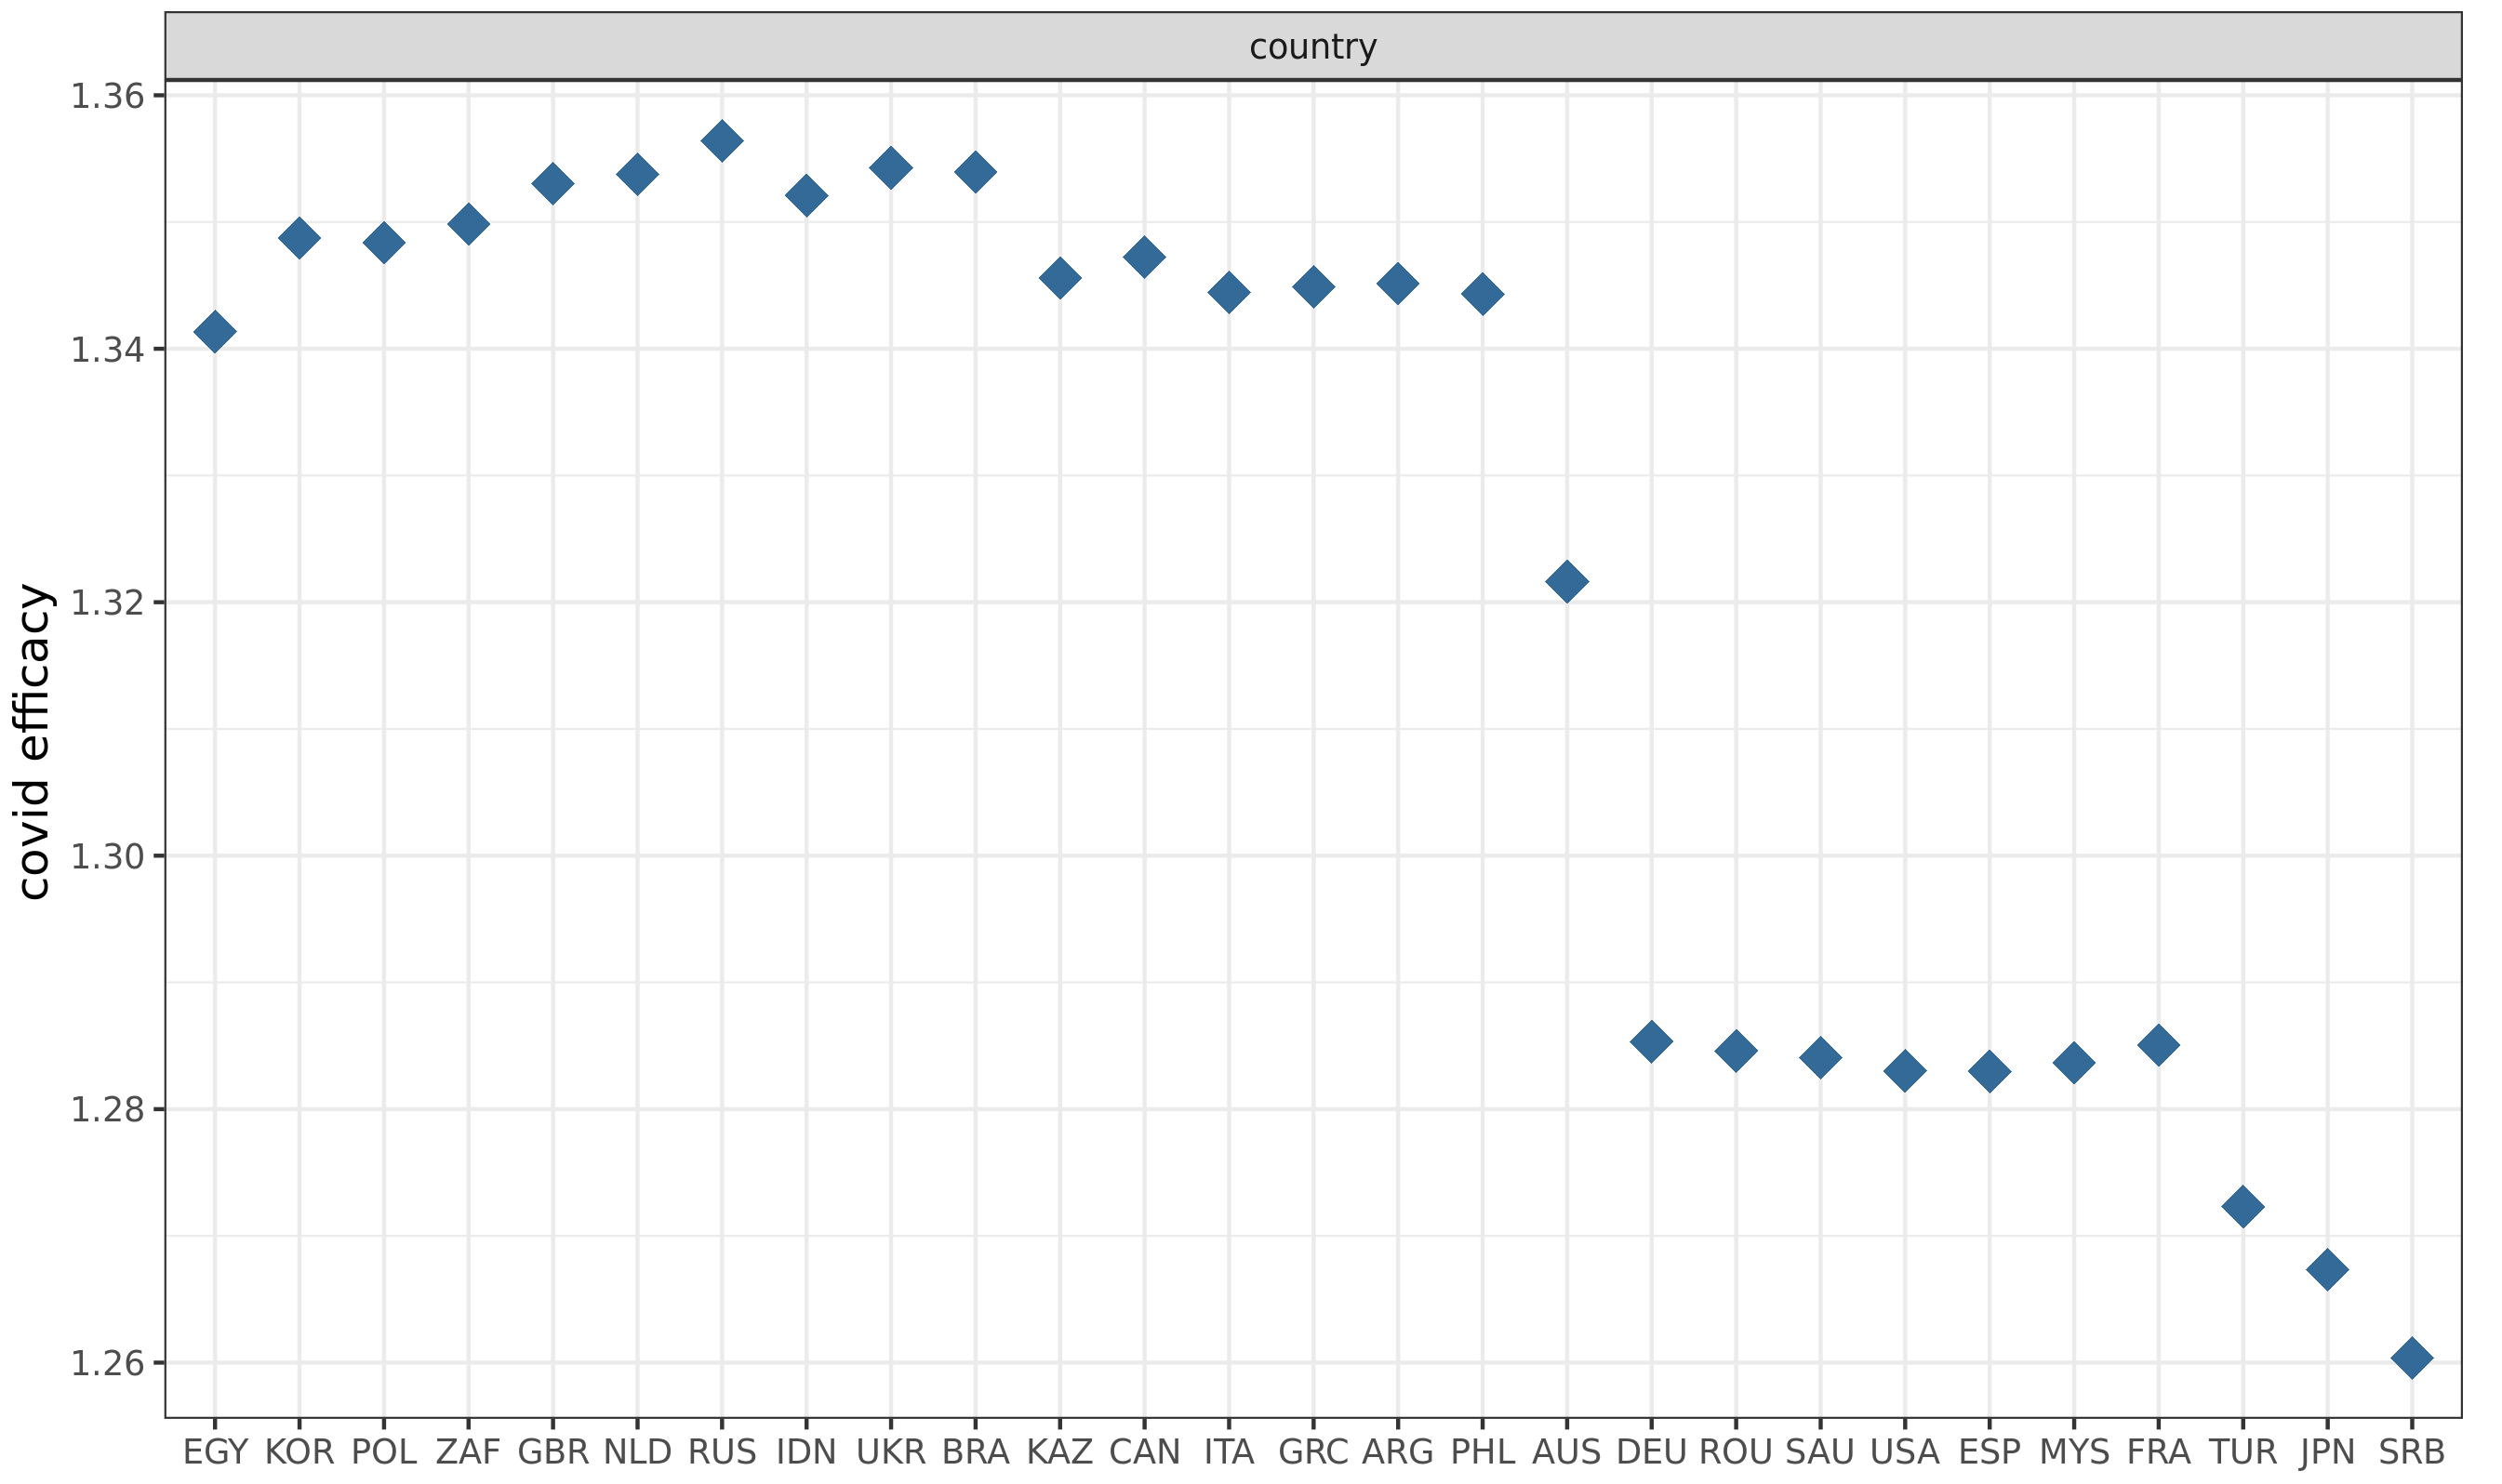 country
covid efficacy
1.36
1.34
1.32
1.30
1.28
1.26
EGY KOR POL ZAF GBR NLD RUS IDN UKR BRA KAZ CAN ITA GRC ARG PHL AUS DEU ROU SAU USA ESP MYS FRA TUR JPN SRB